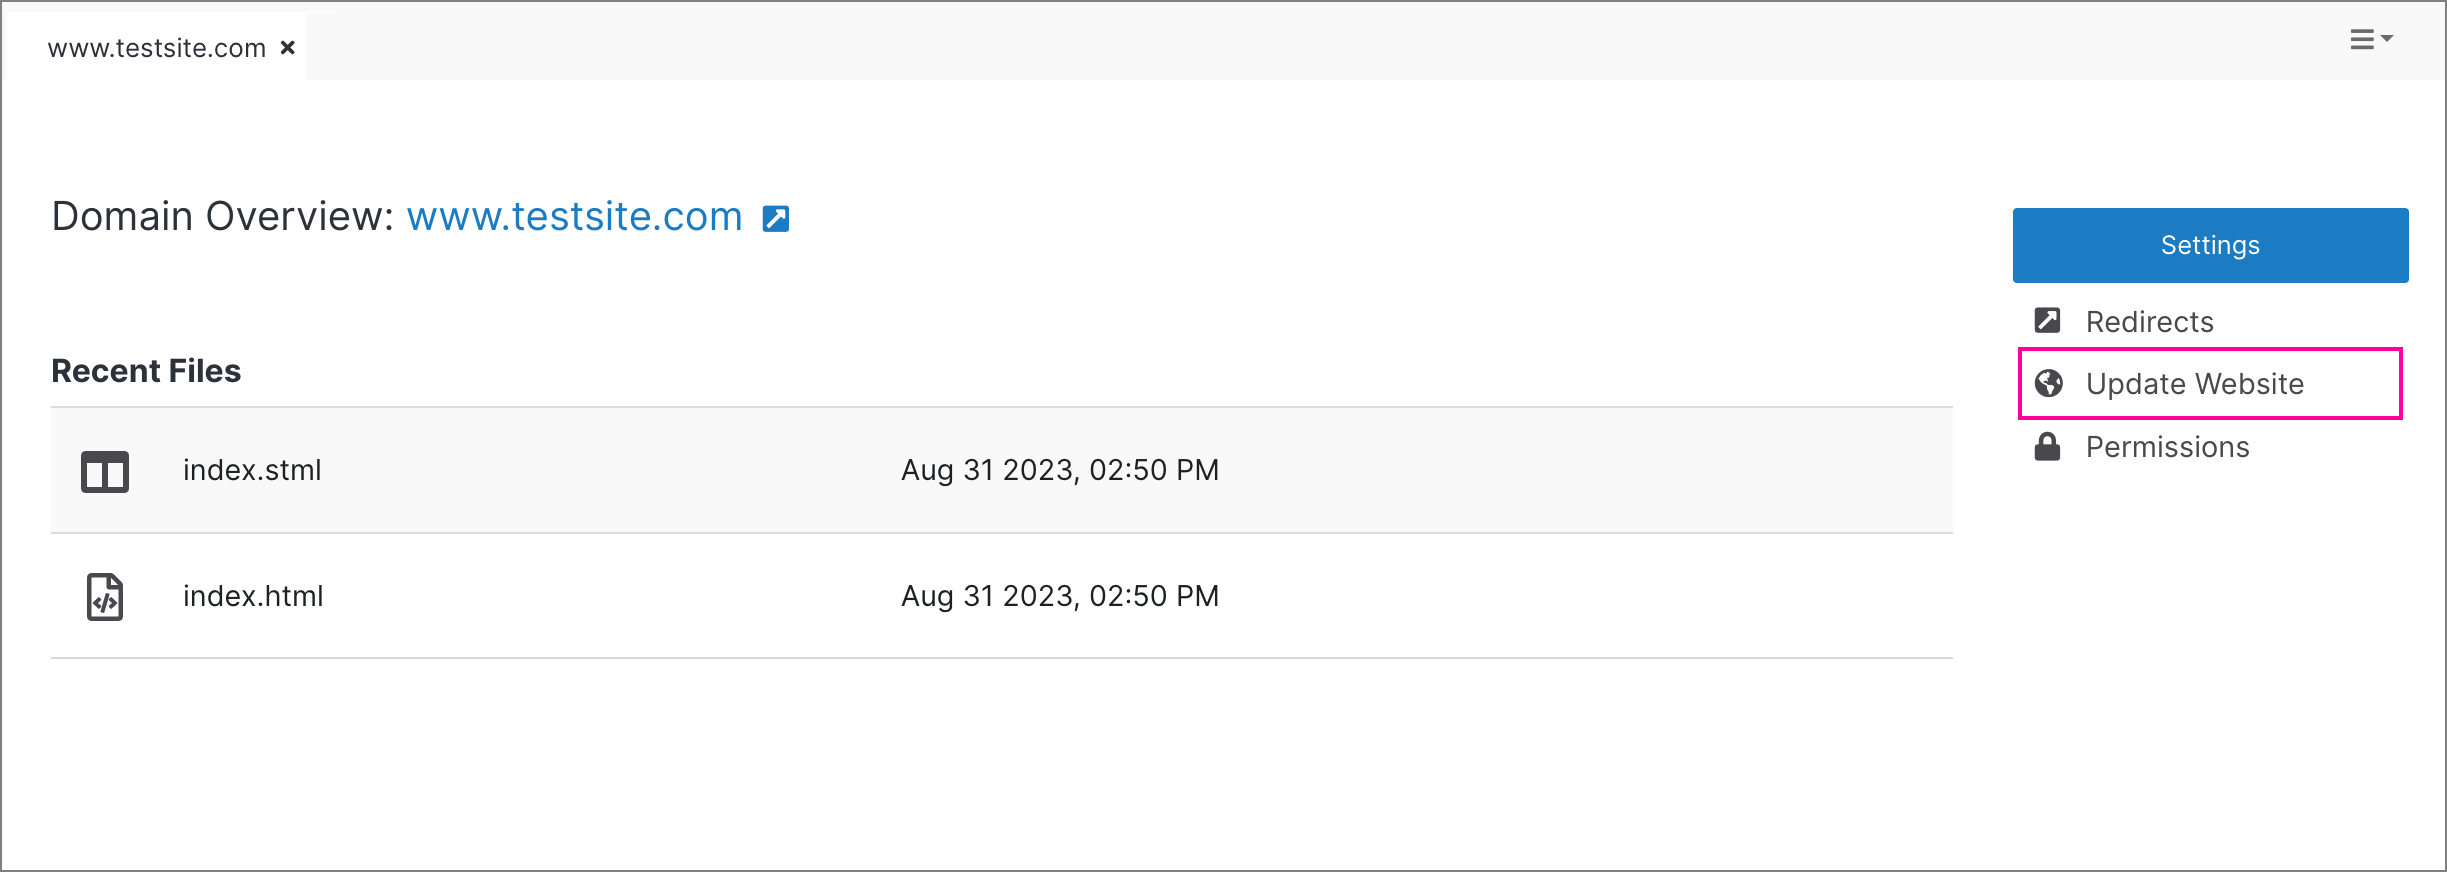 www.testsite.com
Domain Overview: www.testsite.com
Settings
Redirects
Update Website
Permissions
Recent Files
index.stml Aug 31 2023, 02:50 PM
index.html Aug 31 2023, 02:50 PM